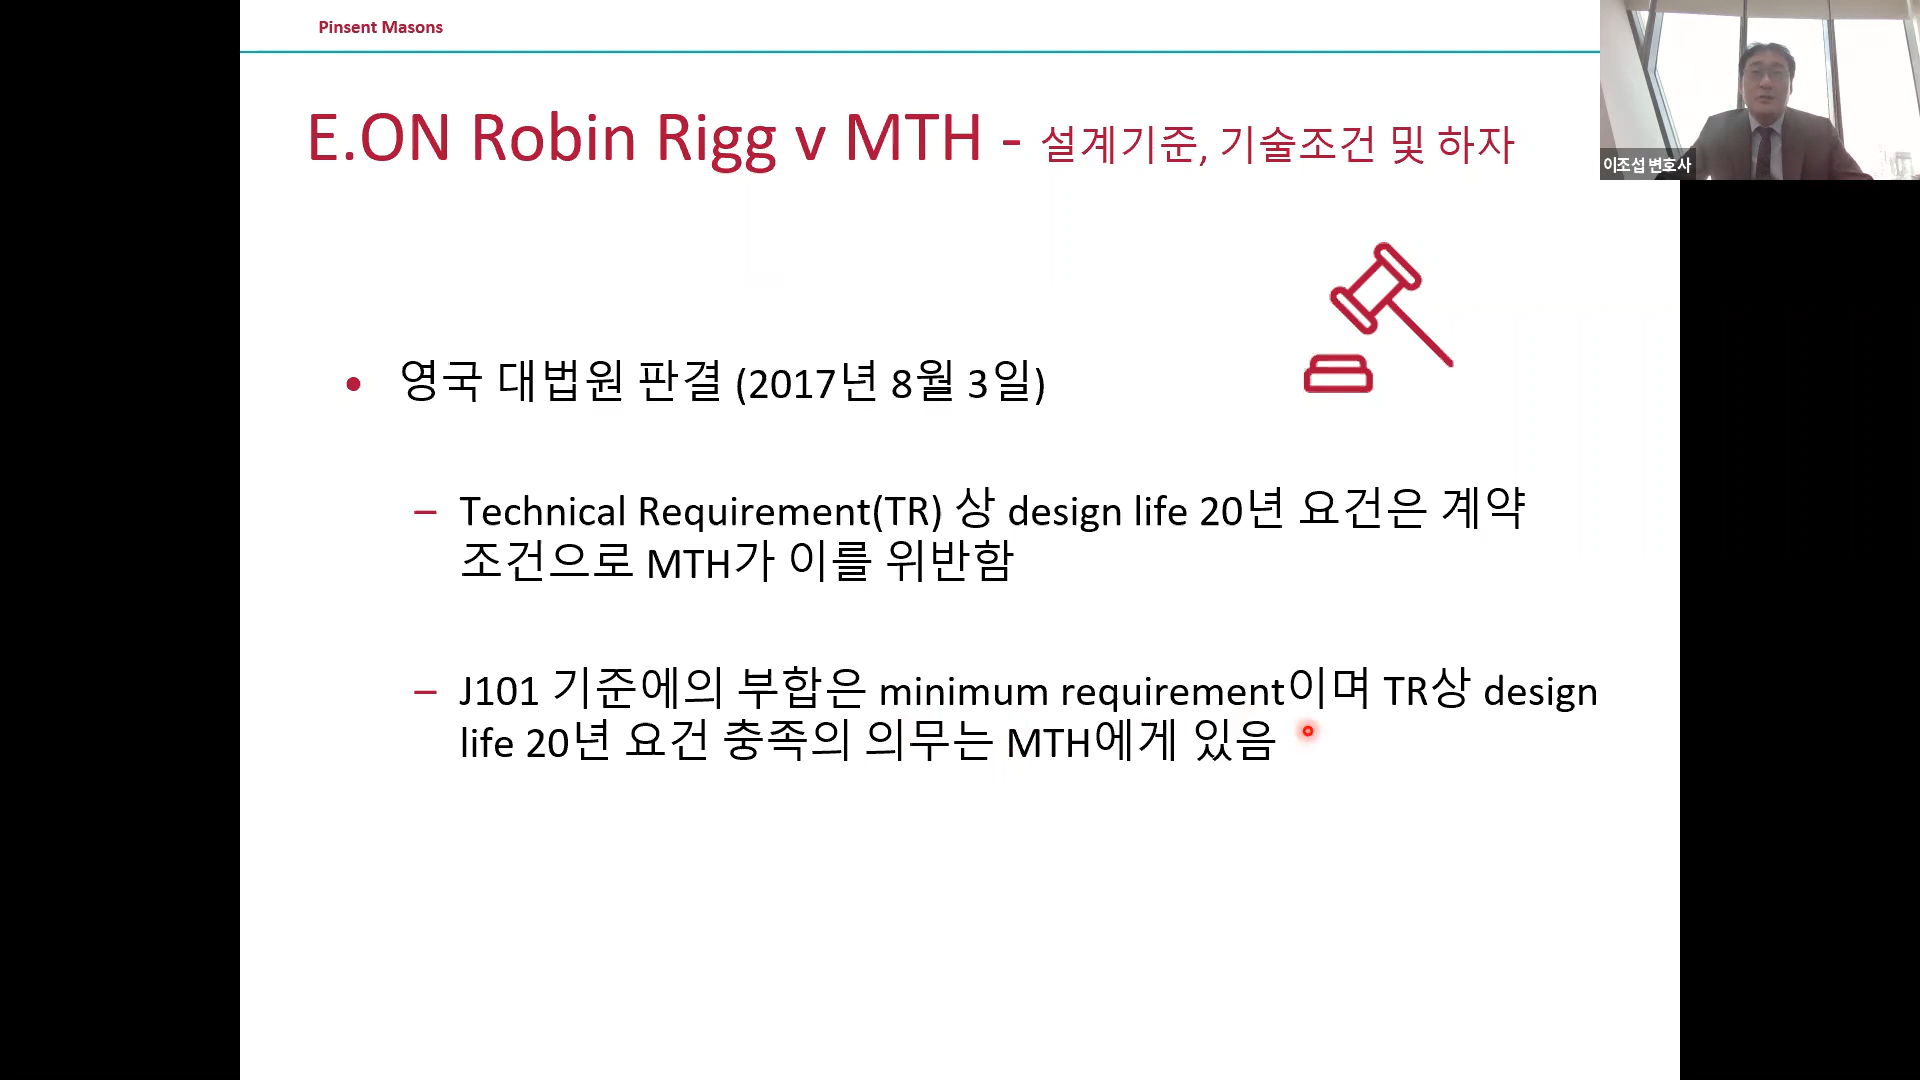 Pinsent Masons
E.ON Robin Rigg v MTH - 설계기준, 기술조건 및 하자
이조섭 변호사
• 영국 대법원 판결 (2017년 8월 3일)
– Technical Requirement(TR) 상 design life 20년 요건은 계약
조건으로 MTH가 이를 위반함
– J101 기준에의 부합은 minimum requirement이며 TR상 design
life 20년 요건 충족의 의무는 MTH에게 있음